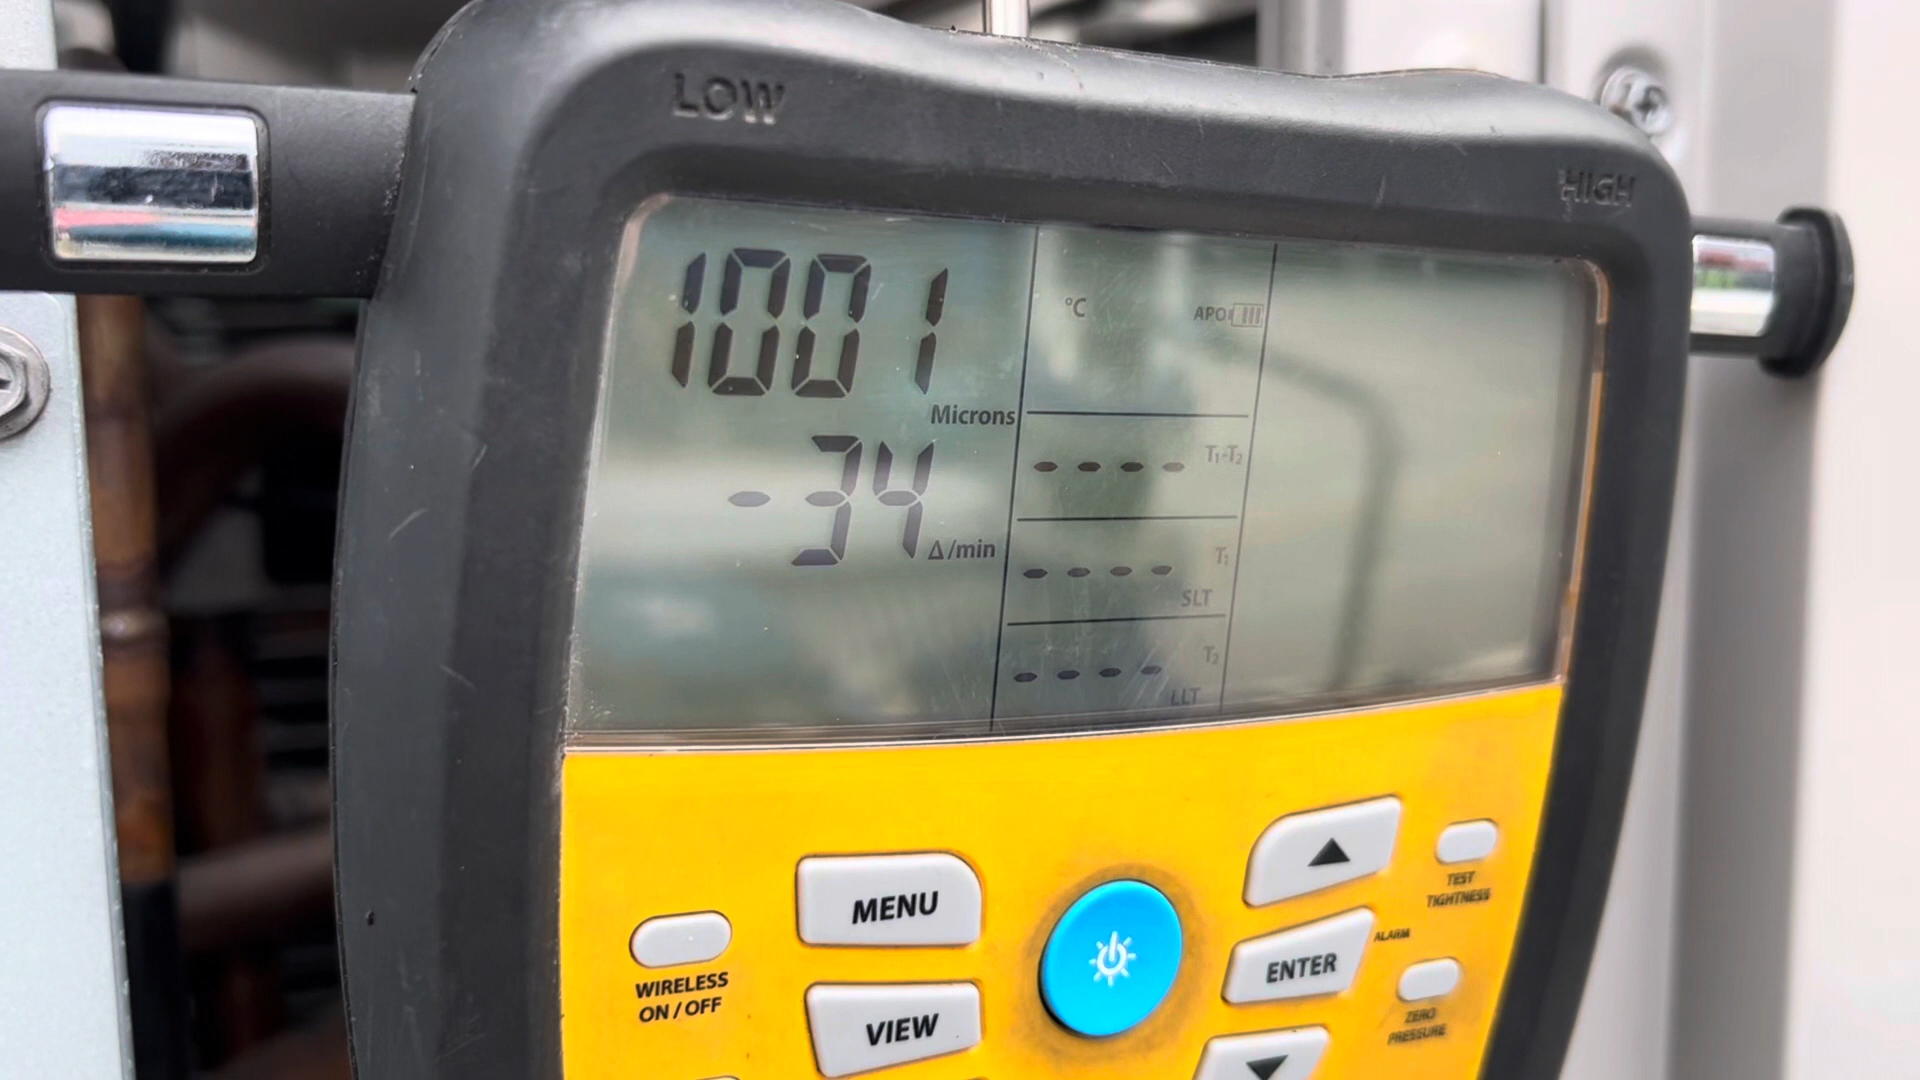 LOW
HIGH
1001
Microns
°C
APO
-34
Δ/min
T1-T2
- - - -
T1
- - - -
SLT
T2
- - - -
LLT
MENU
WIRELESS
ON / OFF
VIEW
TEST
TIGHTNESS
ALARM
ENTER
ZERO
PRESSURE